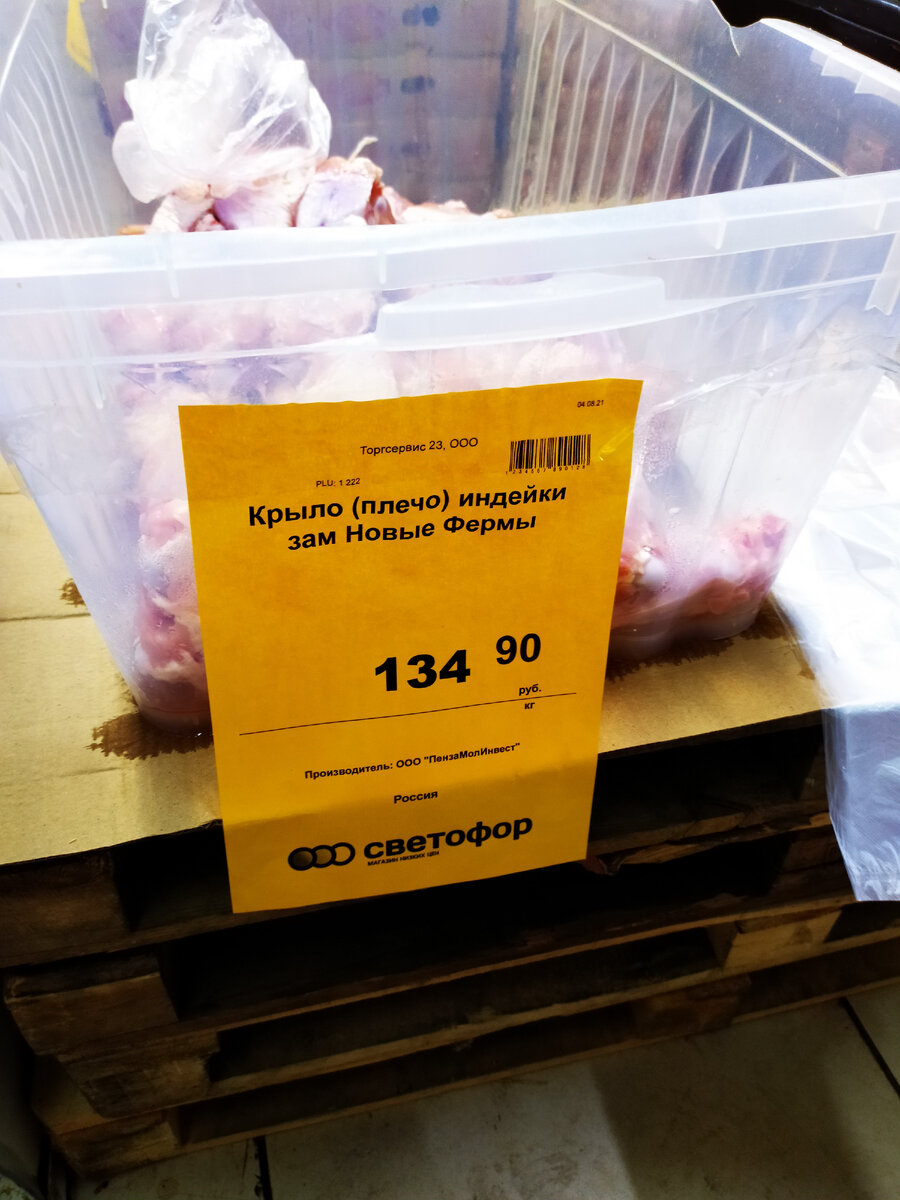 04.08.21
Торгсервис 23, ООО
PLU: 1 222
Крыло (плечо) индейки
зам Новые Фермы
134 90
руб.
кг
Производитель: ООО "ПензаМолИнвест"
Россия
светофор
МАГАЗИН НИЗКИХ ЦЕН